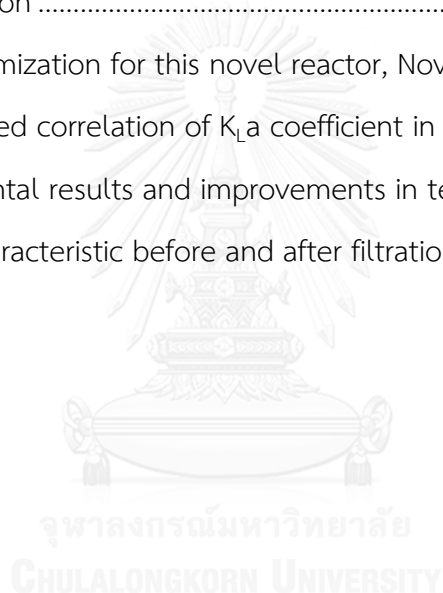 on ........................................................
mization for this novel reactor, Nov
ed correlation of K_La coefficient in
ntal results and improvements in te
aracteristic before and after filtratio
จุฬาลงกรณ์มหาวิทยาลัย
CHULALONGKORN UNIVERSITY